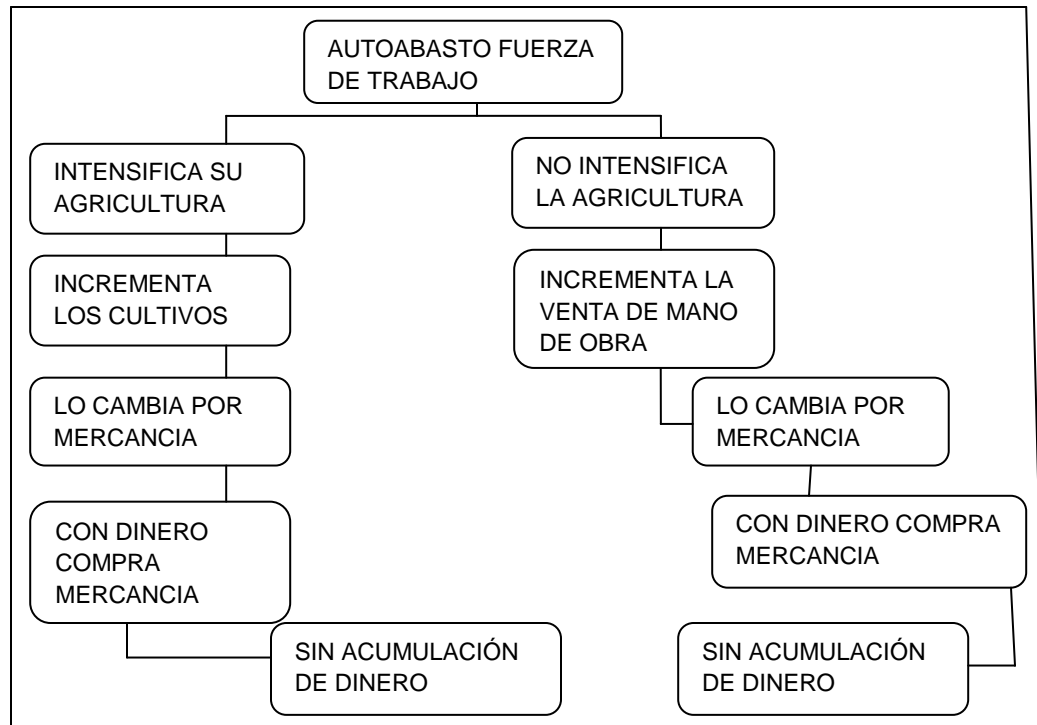 AUTOABASTO FUERZA
DE TRABAJO
INTENSIFICA SU
AGRICULTURA
NO INTENSIFICA
LA AGRICULTURA
INCREMENTA
LOS CULTIVOS
INCREMENTA LA
VENTA DE MANO
DE OBRA
LO CAMBIA POR
MERCANCIA
LO CAMBIA POR
MERCANCIA
CON DINERO
COMPRA
MERCANCIA
CON DINERO COMPRA
MERCANCIA
SIN ACUMULACIÓN
DE DINERO
SIN ACUMULACIÓN
DE DINERO